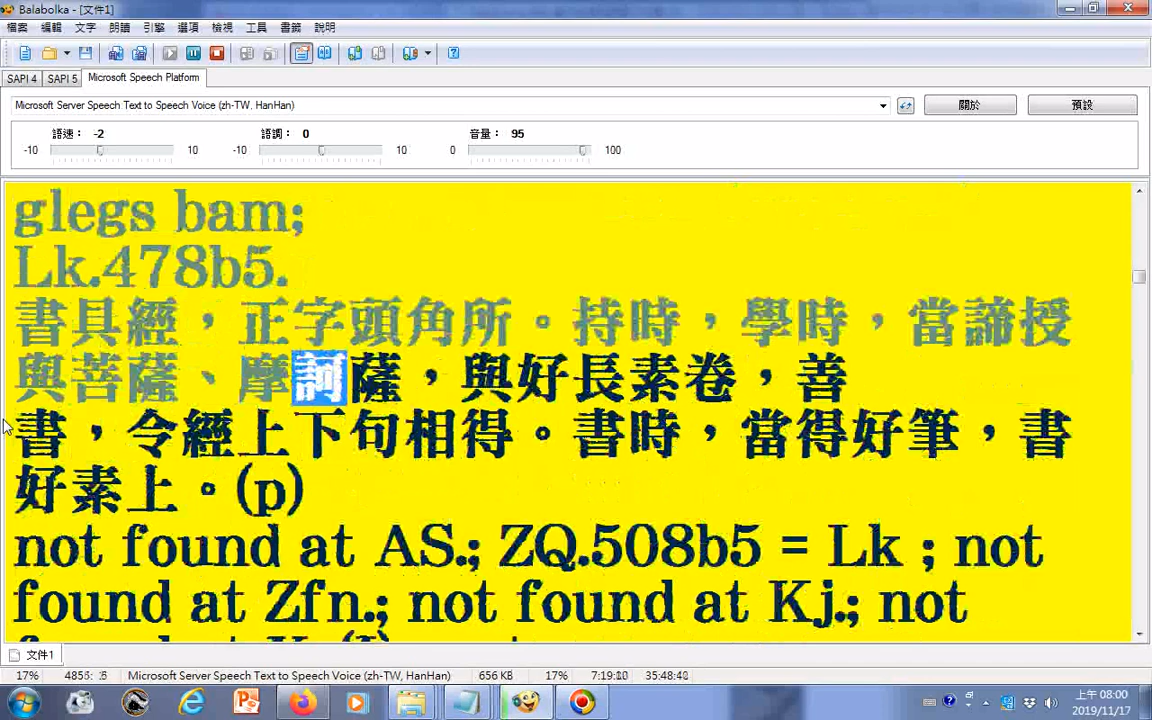 Balabolka - [文件1]
檔案 編輯 文字 朗讀 引擎 選項 檢視 工具 書籤 說明
SAPI 4 SAPI 5 Microsoft Speech Platform
Microsoft Server Speech Text to Speech Voice (zh-TW, HanHan) 關於 預設
語速： -2 語調： 0 音量： 95
-10 10 -10 10 0 100
glegs bam;
Lk.478b5.
書具經，正字頭角所。持時，學時，當諦授
與菩薩、摩訶薩，與好長素卷，善
書，令經上下句相得。書時，當得好筆，書
好素上。(p)
not found at AS.; ZQ.508b5 = Lk ; not
found at Zfn.; not found at Kj.; not
文件1
17% Microsoft Server Speech Text to Speech Voice (zh-TW, HanHan) 656 KB 17%
上午 08:00
2019/11/17